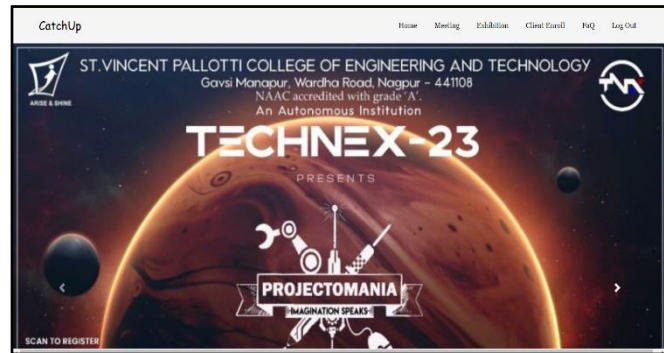 CatchUp
Home Meeting Exhibition Client Enroll FaQ Log Out
ST.VINCENT PALLOTTI COLLEGE OF ENGINEERING AND TECHNOLOGY
Gavsi Manapur, Wardha Road, Nagpur - 441108
NAAC accredited with grade 'A'.
An Autonomous Institution
ARISE & SHINE
TNX
TECHNEX-23
PRESENTS
PROJECTOMANIA
IMAGINATION SPEAKS
SCAN TO REGISTER